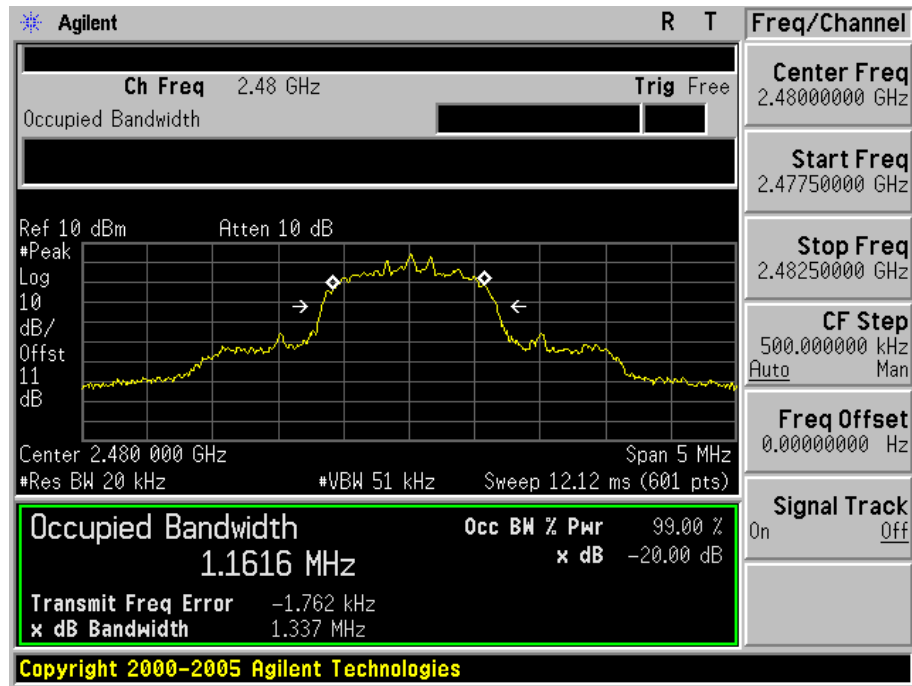 Agilent R T Freq/Channel
Ch Freq 2.48 GHz Trig Free
Occupied Bandwidth
Center Freq
2.48000000 GHz
Start Freq
2.47750000 GHz
Stop Freq
2.48250000 GHz
CF Step
500.000000 kHz
Auto Man
Freq Offset
0.00000000 Hz
Signal Track
On Off
Ref 10 dBm Atten 10 dB
#Peak
Log
10
dB/
Offst
11
dB
Center 2.480 000 GHz Span 5 MHz
#Res BW 20 kHz #VBW 51 kHz Sweep 12.12 ms (601 pts)
Occupied Bandwidth Occ BW % Pwr 99.00 %
1.1616 MHz x dB -20.00 dB
Transmit Freq Error -1.762 kHz
x dB Bandwidth 1.337 MHz
Copyright 2000-2005 Agilent Technologies